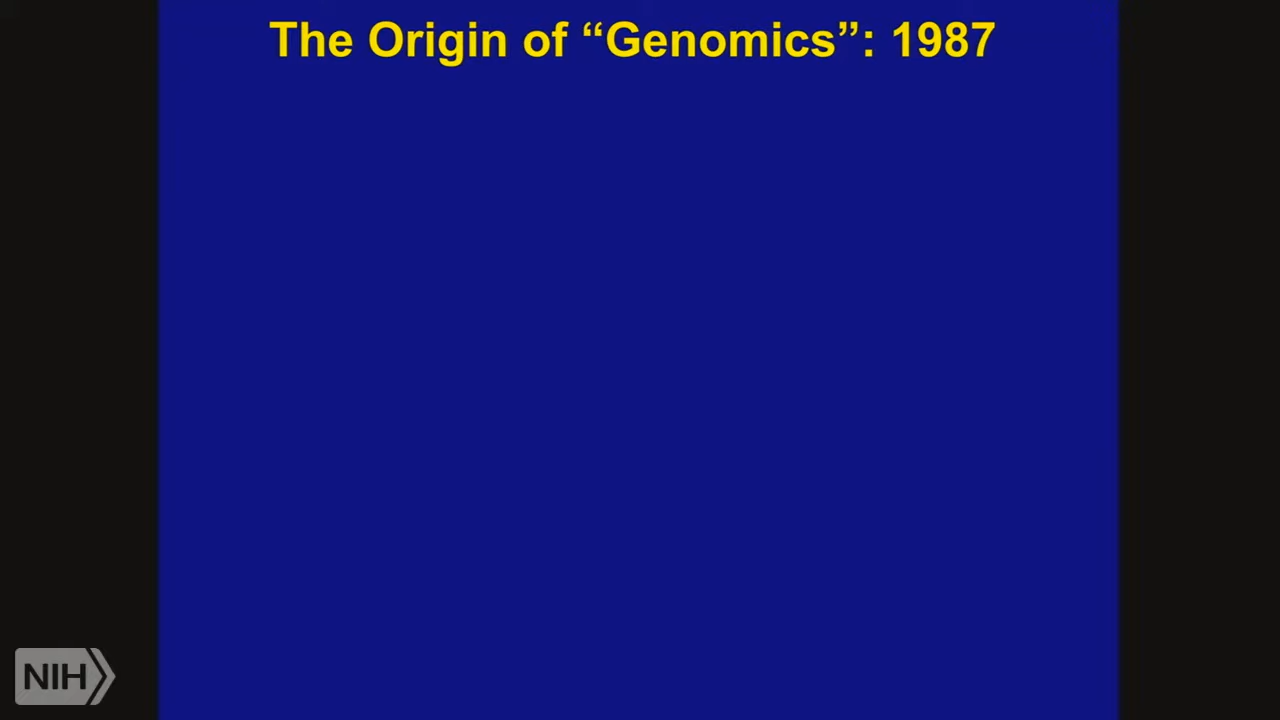 The Origin of “Genomics”: 1987
NIH